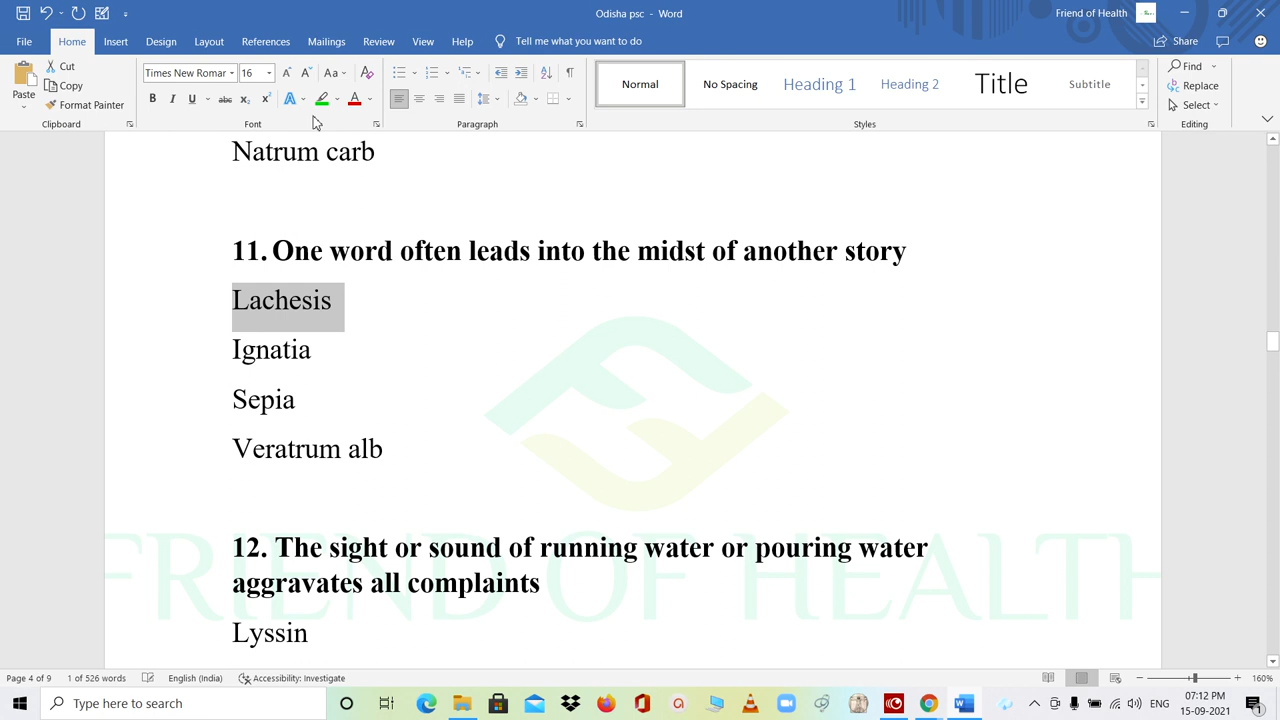 Odisha psc - Word
Friend of Health
File Home Insert Design Layout References Mailings Review View Help Tell me what you want to do
Share
Paste
Cut
Copy
Format Painter
Clipboard
Times New Romar 16
Font
Paragraph
Normal
No Spacing
Heading 1
Heading 2
Title
Subtitle
Styles
Find
Replace
Select
Editing
Natrum carb
11. One word often leads into the midst of another story
Lachesis
Ignatia
Sepia
Veratrum alb
12. The sight or sound of running water or pouring water
aggravates all complaints
Lyssin
FRIEND OF HEALTH
Page 4 of 9 1 of 526 words English (India) Accessibility: Investigate
160%
Type here to search
07:12 PM
15-09-2021